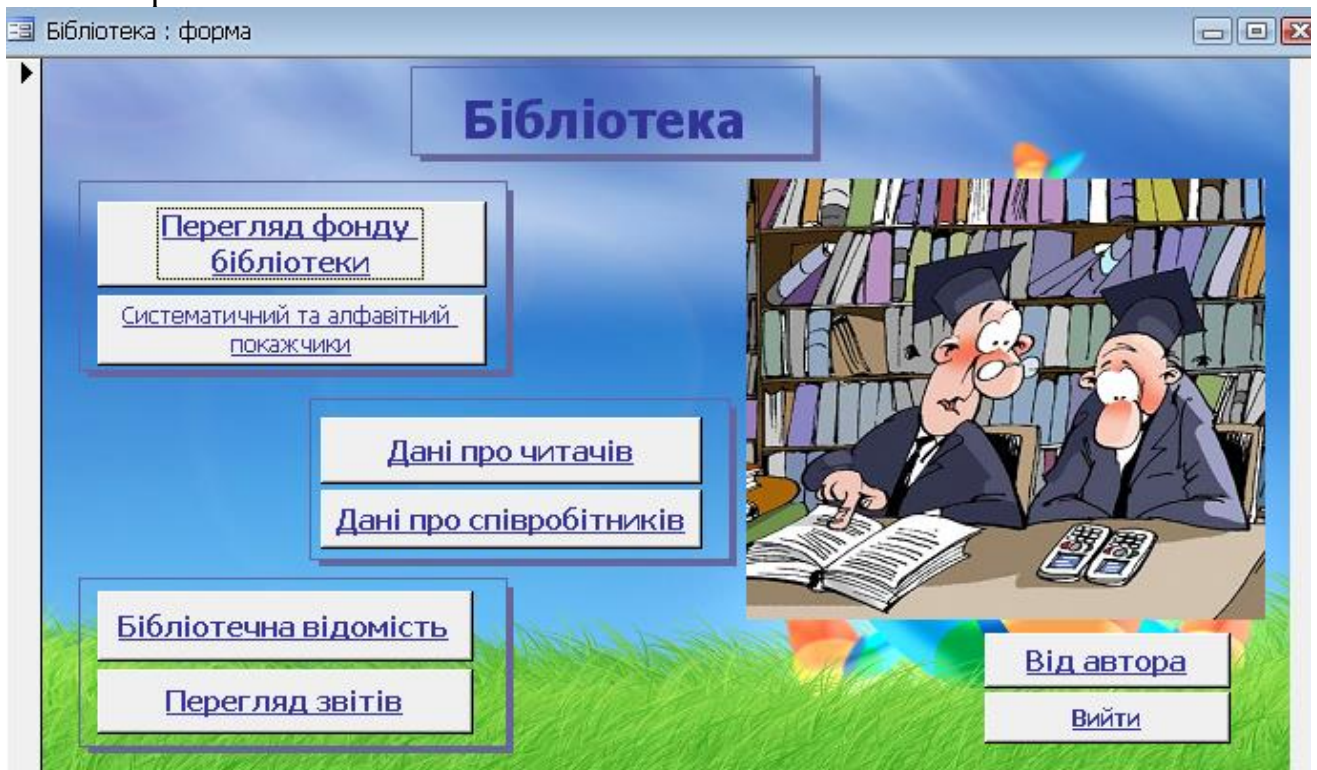 Бібліотека : форма
Бібліотека
Перегляд фонду
бібліотеки
Систематичний та алфавітний
покажчики
Дані про читачів
Дані про співробітників
Бібліотечна відомість
Перегляд звітів
Від автора
Вийти